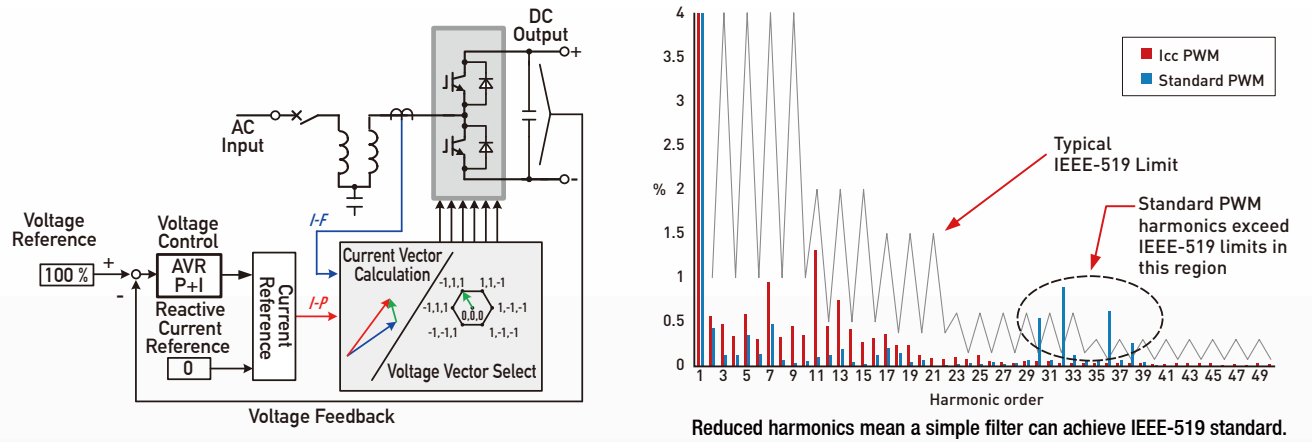 DC
Output
+
-
AC
Input
I-F
Voltage
Reference
100 %
+
-
Voltage
Control
AVR
P+I
Reactive
Current
Reference
0
Current
Reference
I-P
Current Vector
Calculation
-1,1,1
1,1,-1
-1,1,1
0,0,0
1,-1,-1
-1,-1,1
1,-1,-1
Voltage Vector Select
Voltage Feedback
4
3.5
3
2.5
2
1.5
1
0.5
0
%
Icc PWM
Standard PWM
Typical
IEEE-519 Limit
Standard PWM
harmonics exceed
IEEE-519 limits in
this region
1 3 5 7 9 11 13 15 17 19 21 23 25 27 29 31 33 35 37 39 41 43 45 47 49
Harmonic order
Reduced harmonics mean a simple filter can achieve IEEE-519 standard.